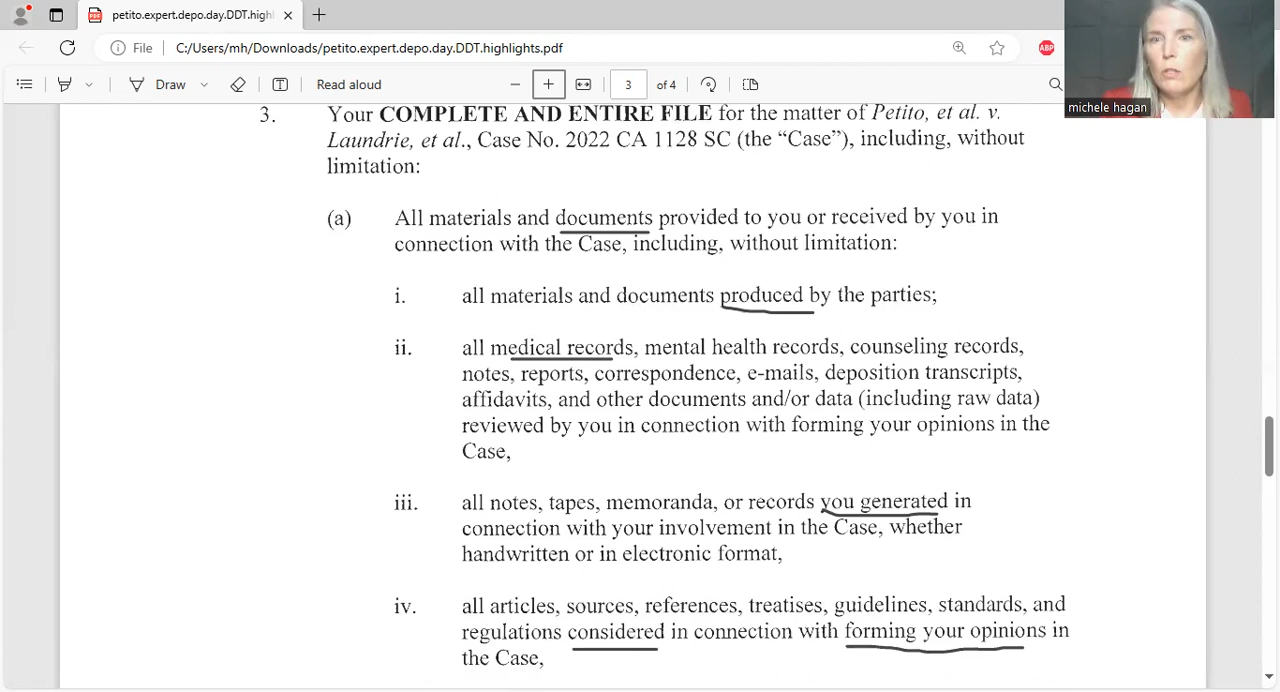 petito.expert.depo.day.DDT.highl
File C:/Users/mh/Downloads/petito.expert.depo.day.DDT.highlights.pdf
ABP
Draw
Read aloud
3 of 4
michele hagan
3. Your COMPLETE AND ENTIRE FILE for the matter of Petito, et al. v.
Laundrie, et al., Case No. 2022 CA 1128 SC (the “Case”), including, without
limitation:
(a) All materials and documents provided to you or received by you in
connection with the Case, including, without limitation:
i. all materials and documents produced by the parties;
ii. all medical records, mental health records, counseling records,
notes, reports, correspondence, e-mails, deposition transcripts,
affidavits, and other documents and/or data (including raw data)
reviewed by you in connection with forming your opinions in the
Case,
iii. all notes, tapes, memoranda, or records you generated in
connection with your involvement in the Case, whether
handwritten or in electronic format,
iv. all articles, sources, references, treatises, guidelines, standards, and
regulations considered in connection with forming your opinions in
the Case,